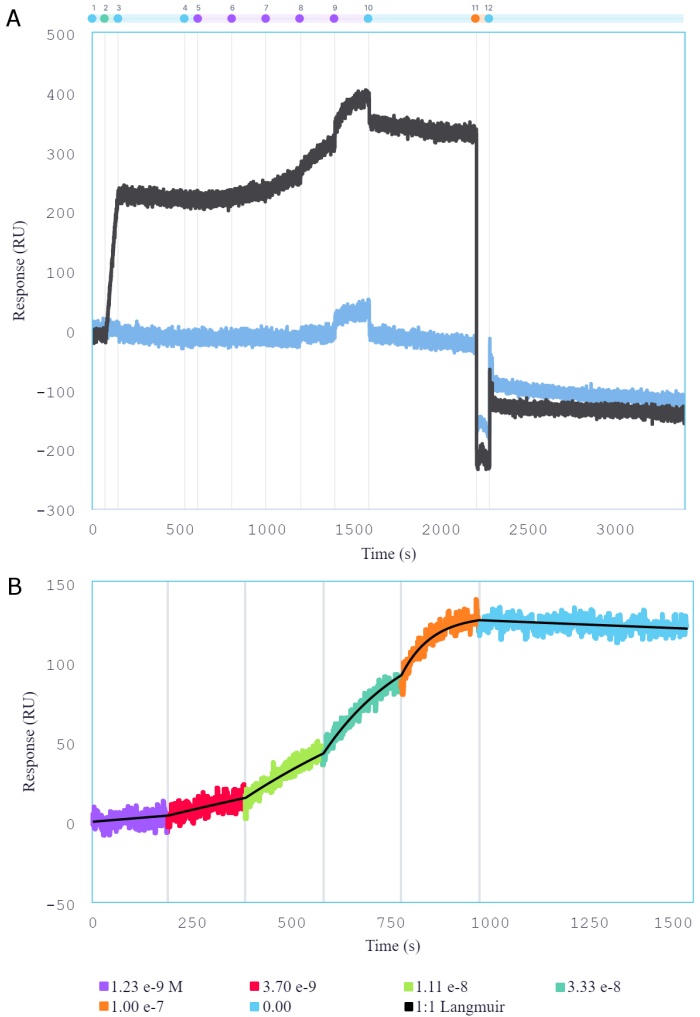 A
1 2 3 4 5 6 7 8 9 10 11 12
500
400
300
200
100
0
−100
−200
−300
Response (RU)
0 500 1000 1500 2000 2500 3000
Time (s)
B
150
100
50
0
−50
Response (RU)
0 250 500 750 1000 1250 1500
Time (s)
1.23 e-9 M 3.70 e-9 1.11 e-8 3.33 e-8
1.00 e-7 0.00 1:1 Langmuir